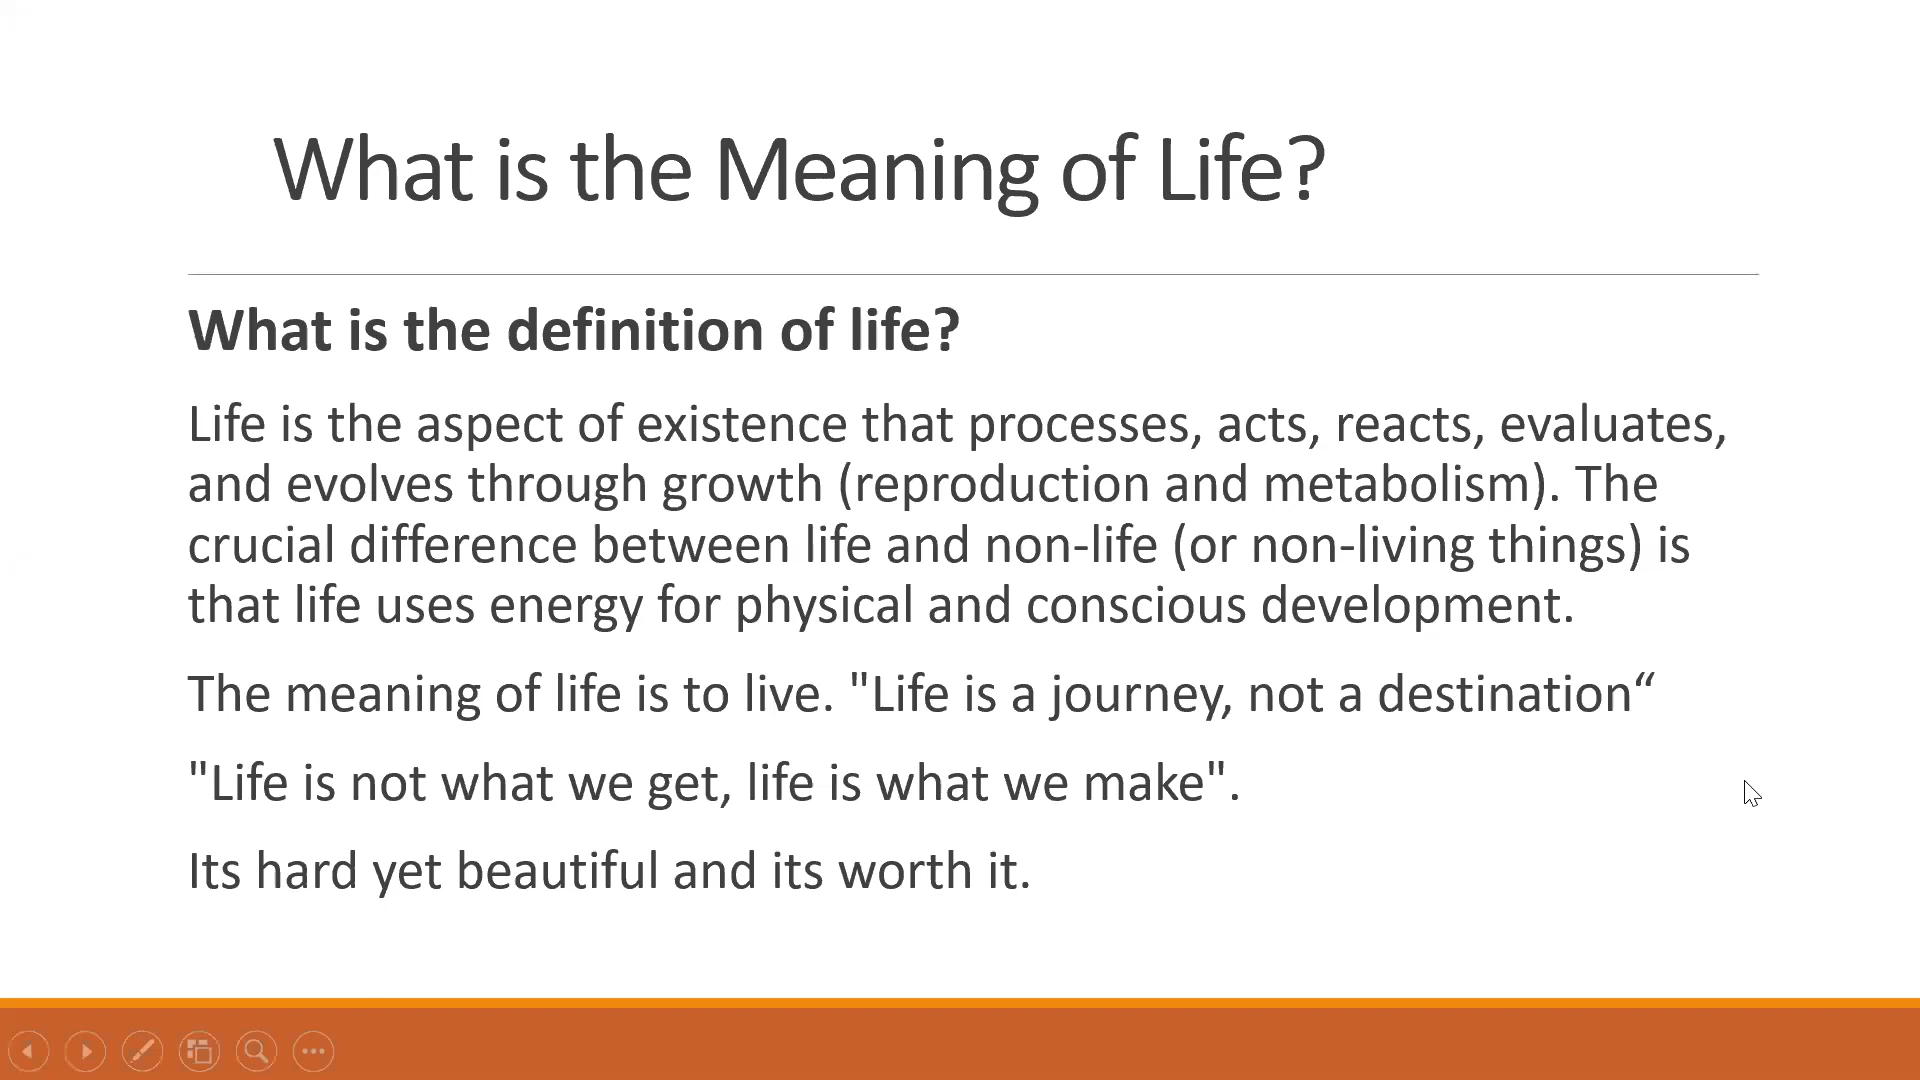 What is the Meaning of Life?
What is the definition of life?
Life is the aspect of existence that processes, acts, reacts, evaluates,
and evolves through growth (reproduction and metabolism). The
crucial difference between life and non-life (or non-living things) is
that life uses energy for physical and conscious development.
The meaning of life is to live. "Life is a journey, not a destination“
"Life is not what we get, life is what we make".
Its hard yet beautiful and its worth it.